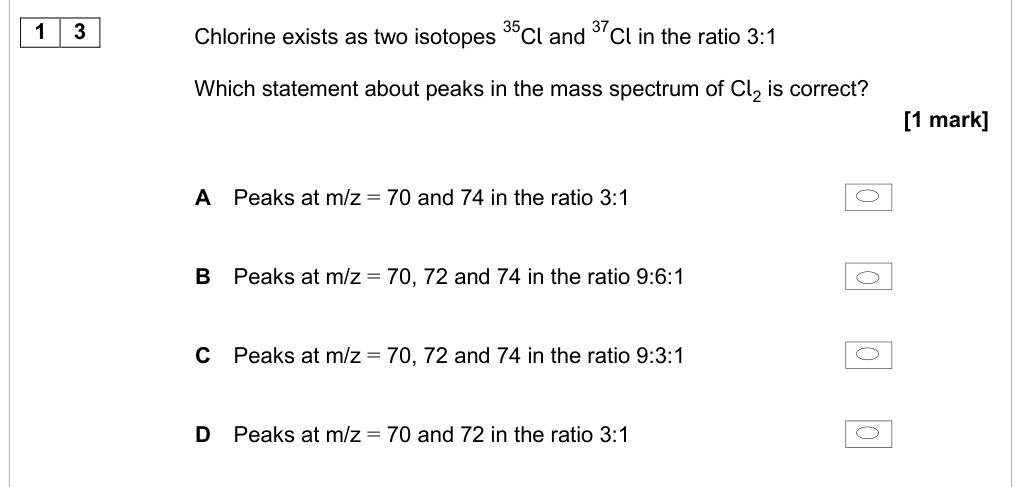 1 3
Chlorine exists as two isotopes ³⁵Cl and ³⁷Cl in the ratio 3:1
Which statement about peaks in the mass spectrum of Cl₂ is correct?
[1 mark]
A Peaks at m/z = 70 and 74 in the ratio 3:1
B Peaks at m/z = 70, 72 and 74 in the ratio 9:6:1
C Peaks at m/z = 70, 72 and 74 in the ratio 9:3:1
D Peaks at m/z = 70 and 72 in the ratio 3:1